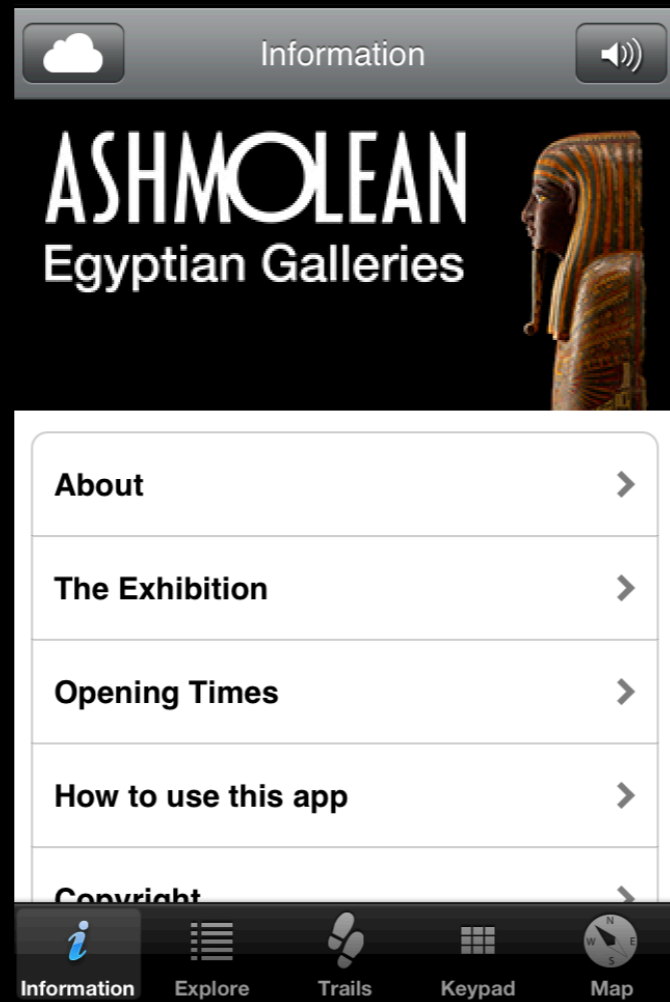 Information
ASHMOLEAN
Egyptian Galleries
About
The Exhibition
Opening Times
How to use this app
Copyright
Information Explore Trails Keypad Map
N
W E
S